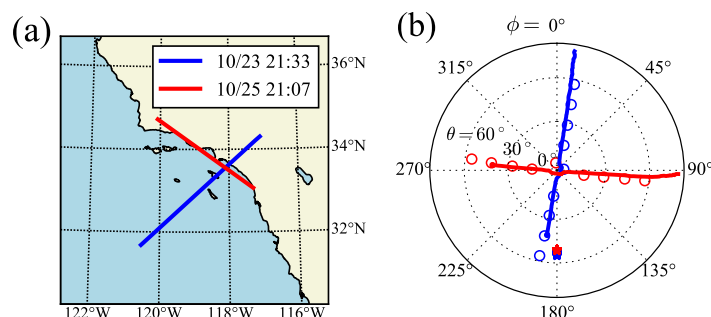 (a)
10/23 21:33
10/25 21:07
36°N
34°N
32°N
122°W
120°W
118°W
116°W
(b)
ϕ = 0°
315°
45°
θ=60°
30°
0°
270°
90°
225°
135°
180°